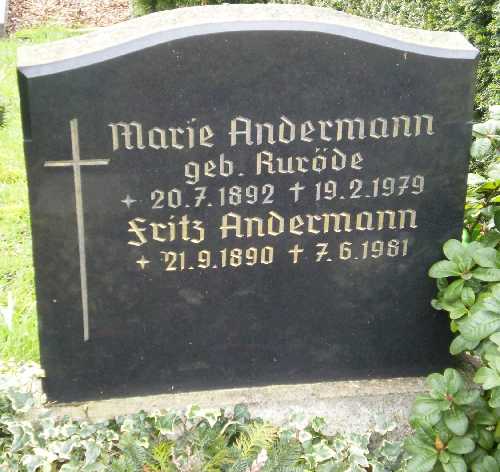 Marie Andermann
geb. Ruröde
+ 20.7.1892 † 19.2.1979
Fritz Andermann
+ 21.9.1890 † 7.6.1981